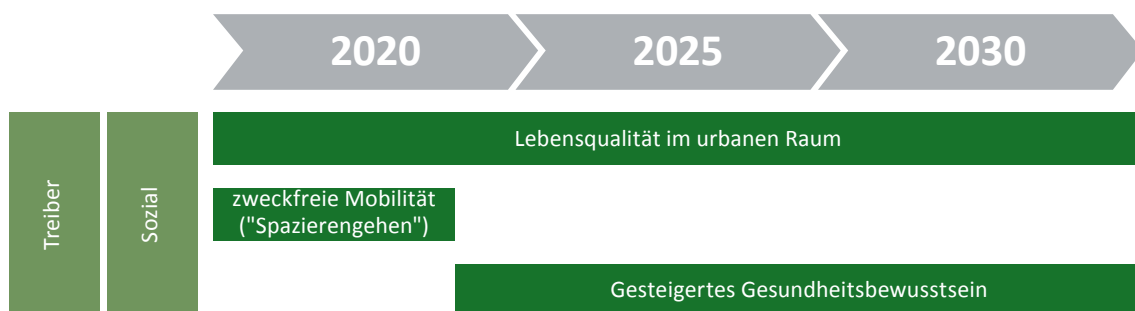 2020
2025
2030
Treiber
Sozial
Lebensqualität im urbanen Raum
zweckfreie Mobilität
("Spazierengehen")
Gesteigertes Gesundheitsbewusstsein